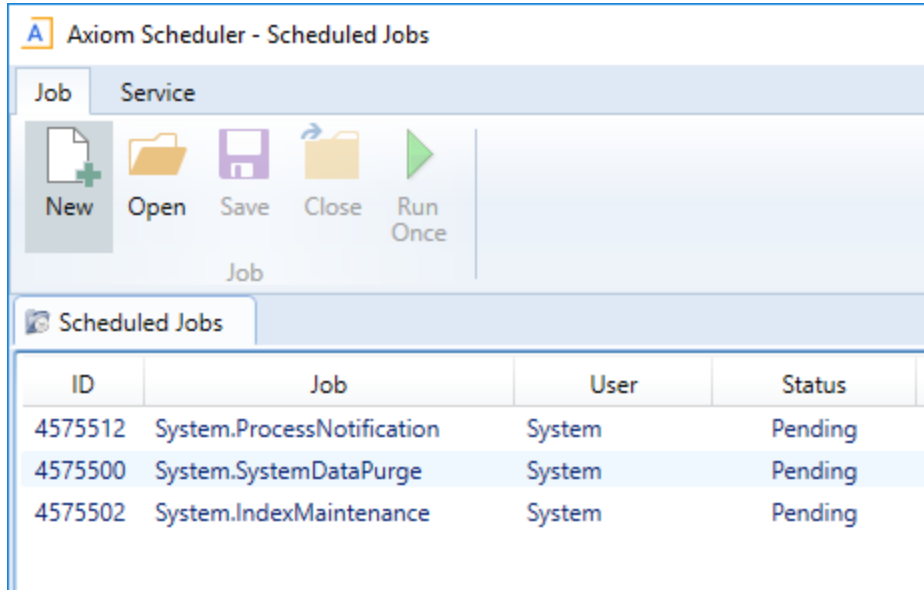 A Axiom Scheduler - Scheduled Jobs
Job Service
New Open Save Close Run Once
Job
Scheduled Jobs
ID Job User Status
4575512 System.ProcessNotification System Pending
4575500 System.SystemDataPurge System Pending
4575502 System.IndexMaintenance System Pending